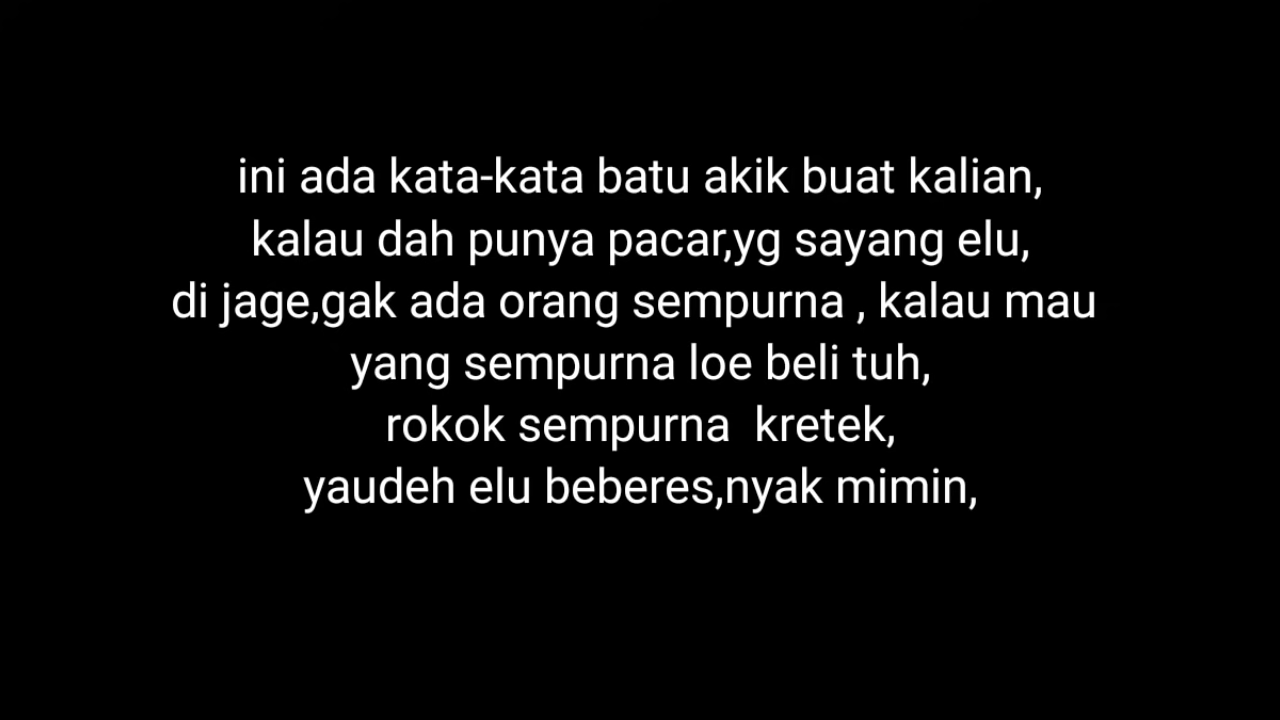 ini ada kata-kata batu akik buat kalian,
kalau dah punya pacar,yg sayang elu,
di jage,gak ada orang sempurna , kalau mau
yang sempurna loe beli tuh,
rokok sempurna  kretek,
yaudeh elu beberes,nyak mimin,